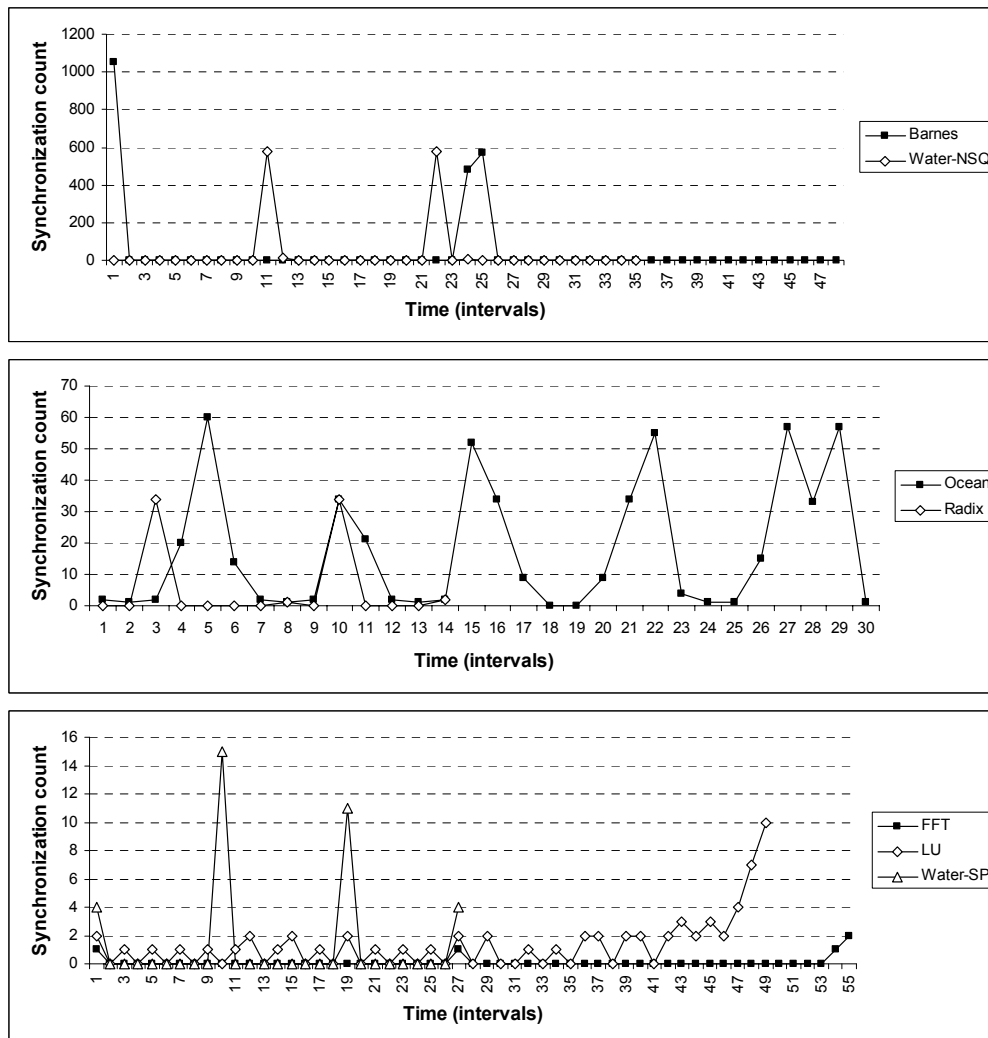 1200
1000
800
600
400
200
0
Synchronization count
1 3 5 7 9 11 13 15 17 19 21 23 25 27 29 31 33 35 37 39 41 43 45 47
Time (intervals)
Barnes
Water-NSQ
70
60
50
40
30
20
10
0
Synchronization count
1 2 3 4 5 6 7 8 9 10 11 12 13 14 15 16 17 18 19 20 21 22 23 24 25 26 27 28 29 30
Time (intervals)
Ocean
Radix
16
14
12
10
8
6
4
2
0
Synchronization count
1 3 5 7 9 11 13 15 17 19 21 23 25 27 29 31 33 35 37 39 41 43 45 47 49 51 53 55
Time (intervals)
FFT
LU
Water-SP